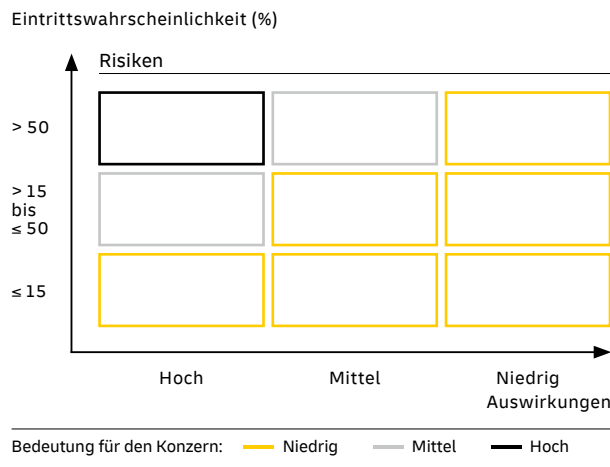 Eintrittswahrscheinlichkeit (%)
Risiken
> 50
> 15
bis
≤ 50
≤ 15
Hoch Mittel Niedrig
Auswirkungen
Bedeutung für den Konzern: Niedrig Mittel Hoch